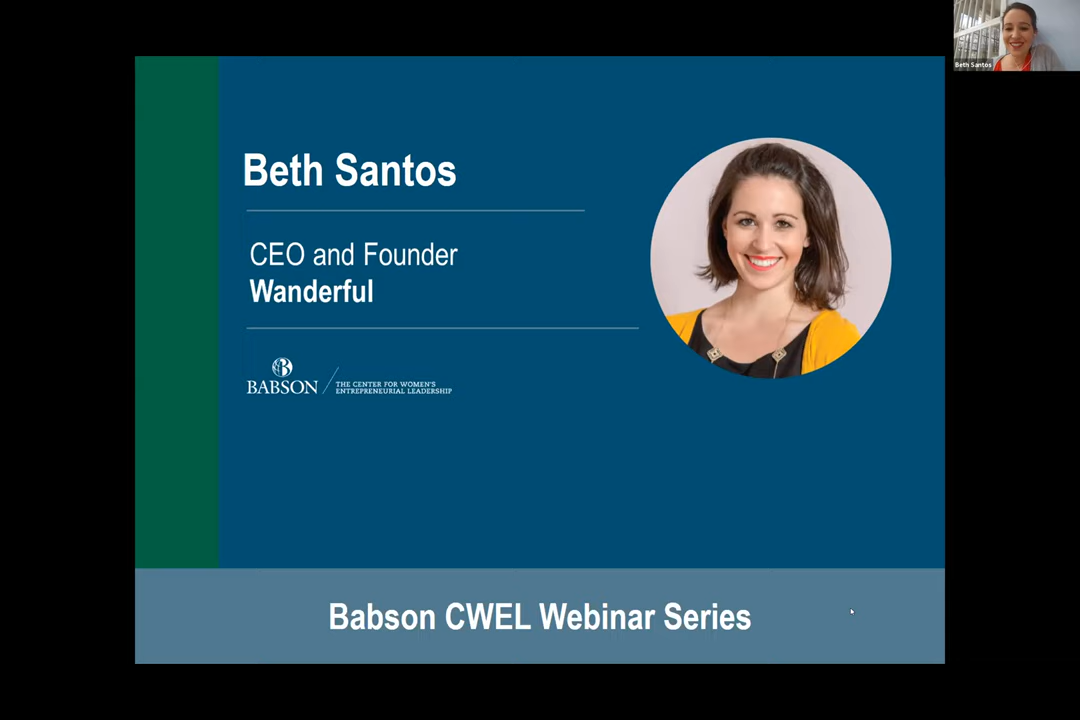 Beth Santos
Beth Santos
CEO and Founder
Wanderful
BABSON
THE CENTER FOR WOMEN'S
ENTREPRENEURIAL LEADERSHIP
Babson CWEL Webinar Series